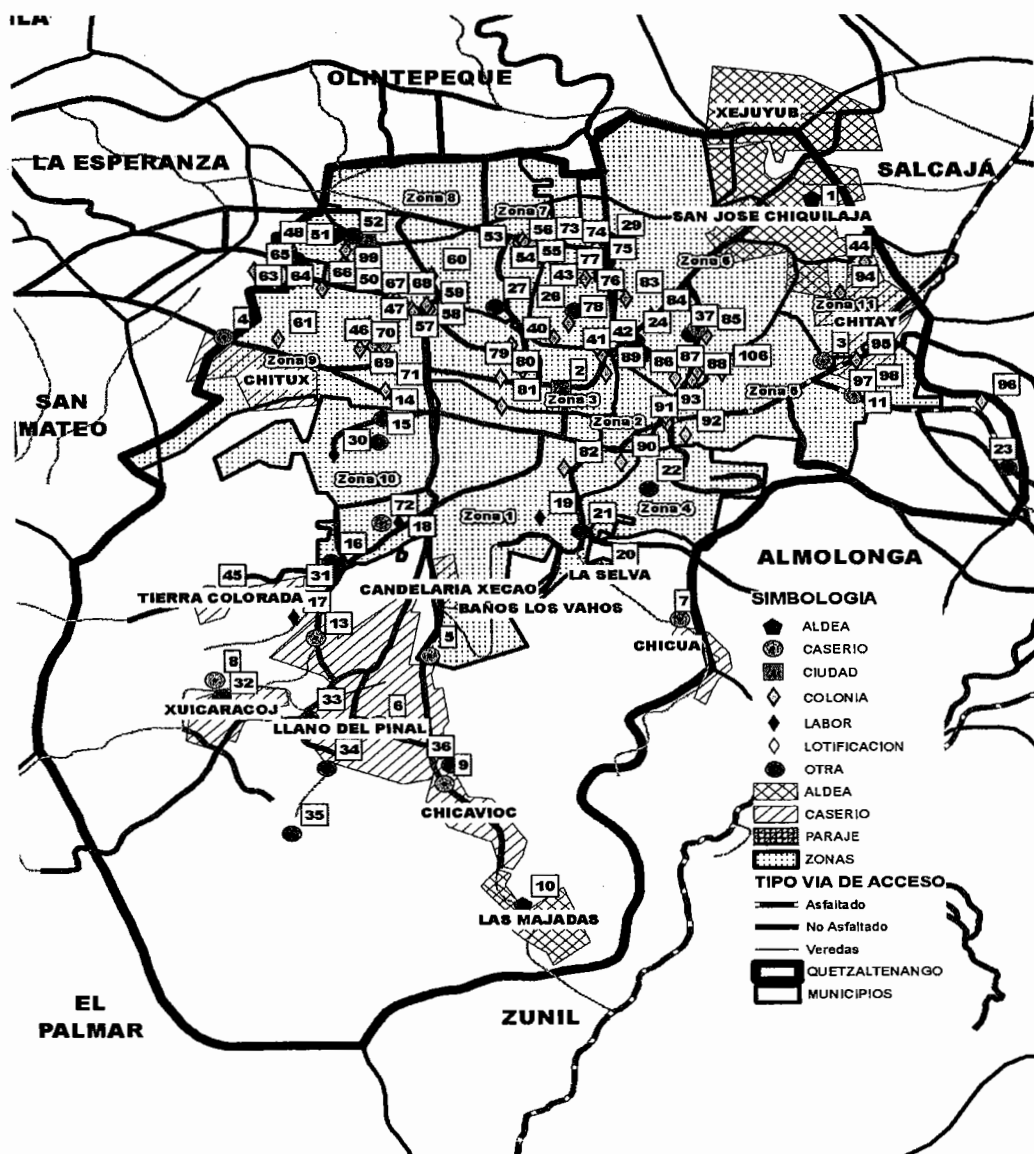 ILA
OLINTEPEQUE
XEJUYUB
LA ESPERANZA
SALCAJÁ
1
Zona 8
Zona 7
SAN JOSE CHIQUILAJA
52
56
73
74
29
48
51
53
44
65
99
60
54
55
77
75
Zona 6
63
64
66
50
67
68
59
27
43
76
83
94
26
84
Zona 11
4
61
47
58
78
37
85
CHITAY
46
70
57
40
42
24
3
95
Zona 9
79
80
41
89
86
87
88
106
CHITUX
69
71
2
97
98
96
SAN
MATEO
14
81
Zona 3
93
Zona 5
11
15
91
92
Zona 2
30
82
90
23
Zona 10
22
72
19
Zona 1
21
Zona 4
16
18
20
ALMOLONGA
45
31
CANDELARIA XECAO
LA SELVA
TIERRA COLORADA
17
BAÑOS LOS VAHOS
7
SIMBOLOGIA
13
ALDEA
5
CHICUA
CASERIO
8
CIUDAD
32
33
6
COLONIA
XUICARACOJ
LABOR
LLANO DEL PINAL
34
36
LOTIFICACION
9
OTRA
ALDEA
35
CHICAVIOC
CASERIO
PARAJE
ZONAS
10
TIPO VIA DE ACCESO
LAS MAJADAS
Asfaltado
No Asfaltado
Veredas
QUETZALTENANGO
EL
PALMAR
ZUNIL
MUNICIPIOS